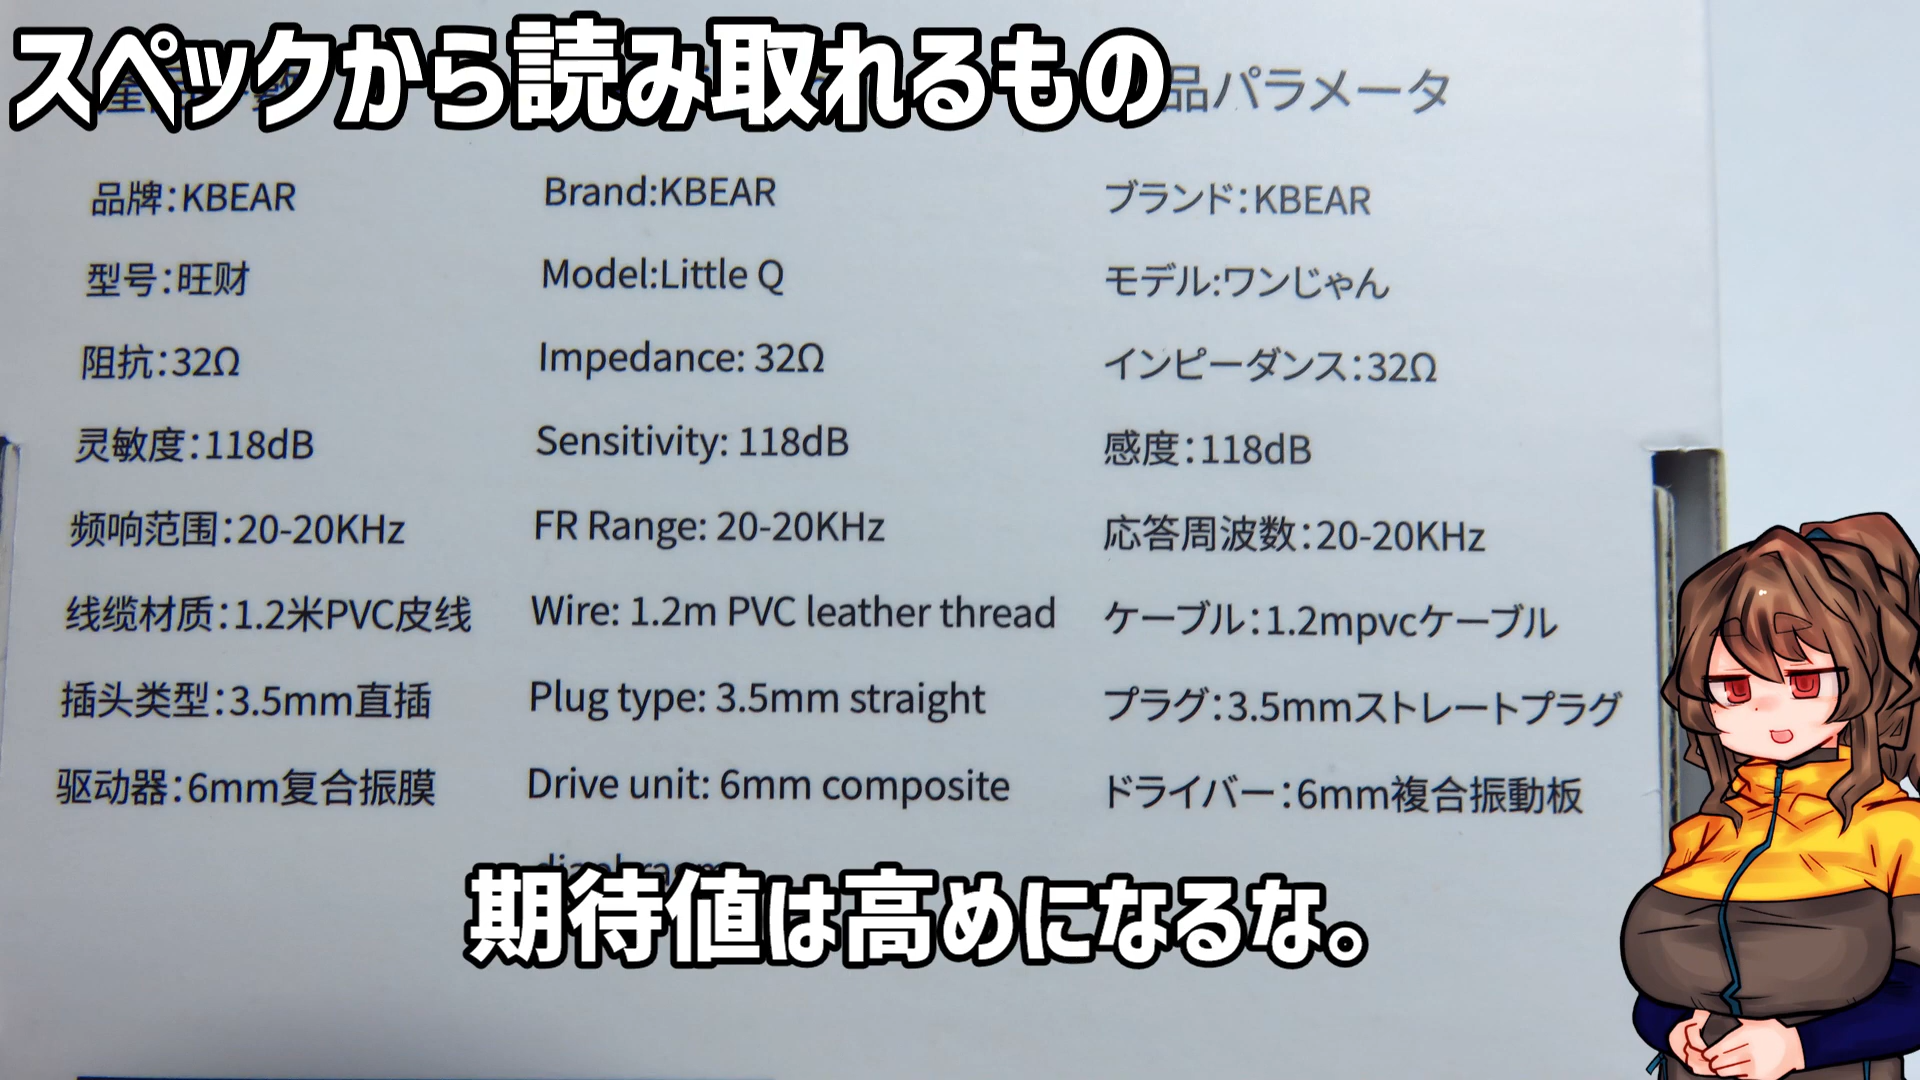 スペックから読み取れるもの
品パラメータ
品牌:KBEAR
型号:旺财
阻抗:32Ω
灵敏度:118dB
频响范围:20-20KHz
线缆材质:1.2米PVC皮线
插头类型:3.5mm直插
驱动器:6mm复合振膜
Brand:KBEAR
Model:Little Q
Impedance: 32Ω
Sensitivity: 118dB
FR Range: 20-20KHz
Wire: 1.2m PVC leather thread
Plug type: 3.5mm straight
Drive unit: 6mm composite
diaphragm
ブランド:KBEAR
モデル:ワンじゃん
インピーダンス:32Ω
感度:118dB
応答周波数:20-20KHz
ケーブル:1.2mpvcケーブル
プラグ:3.5mmストレートプラグ
ドライバー:6mm複合振動板
期待値は高めになるな。